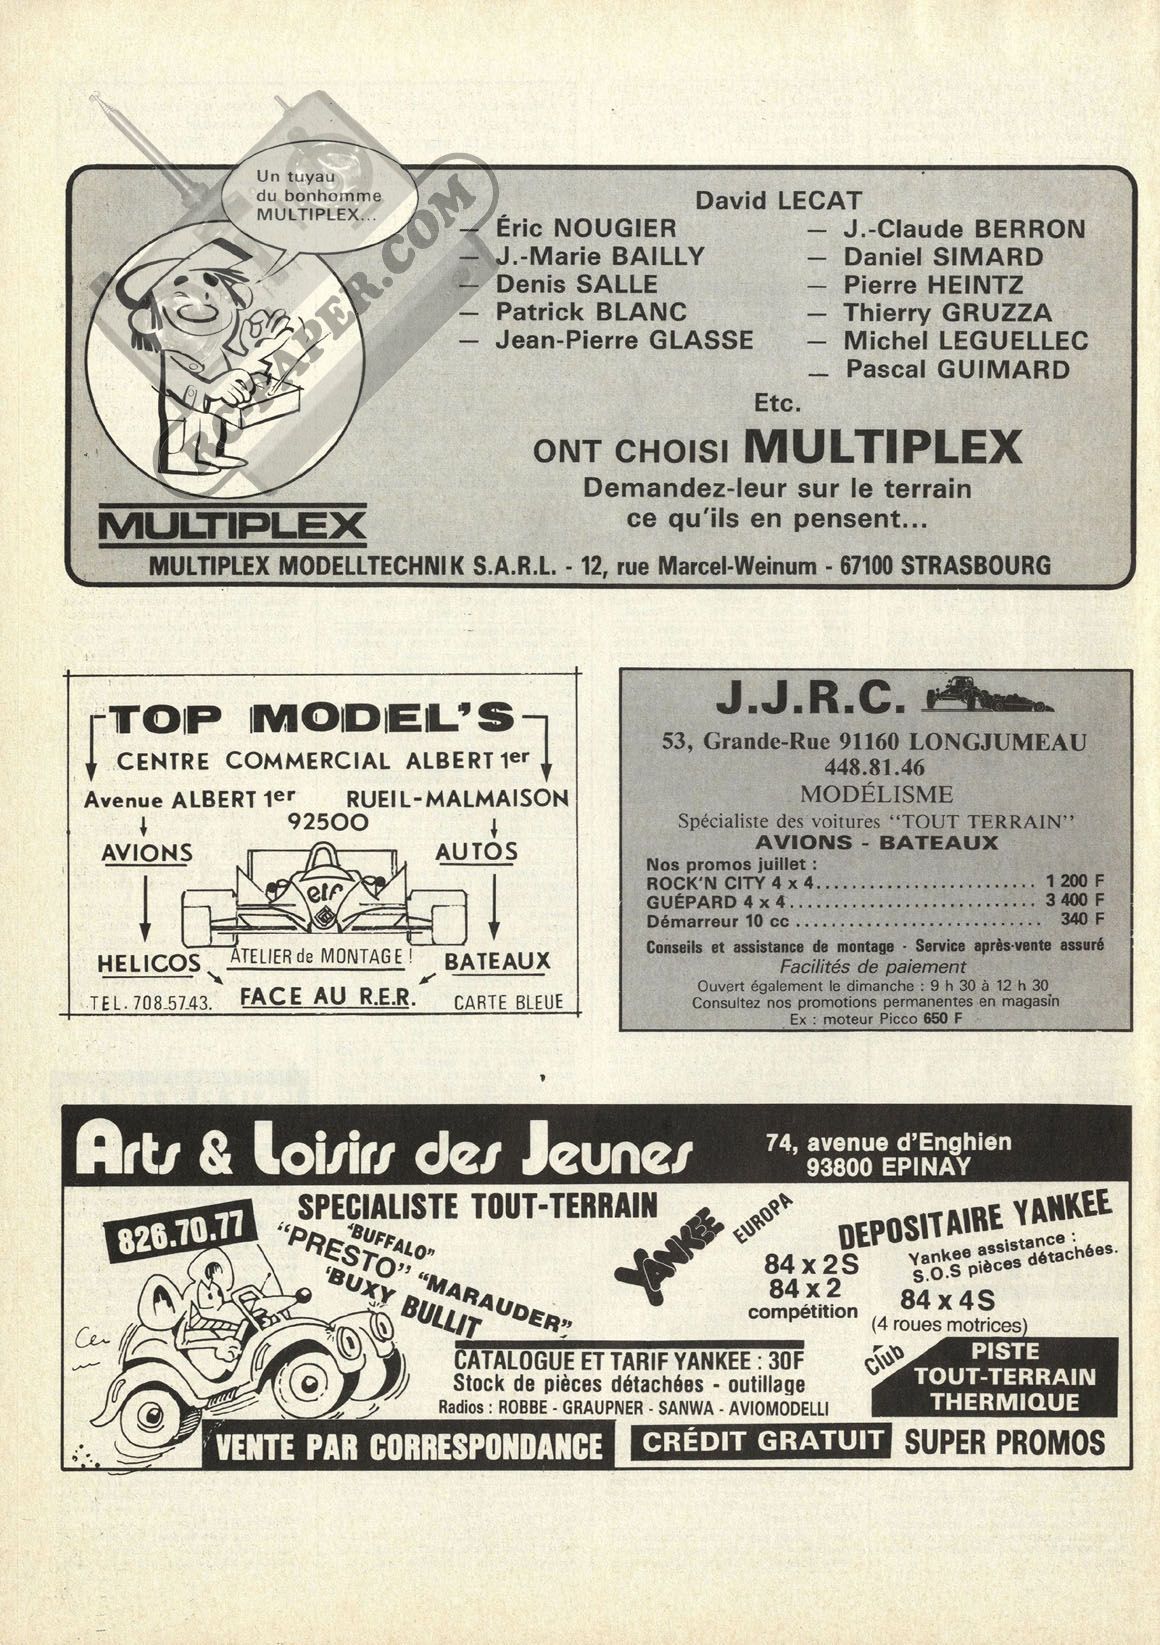 Un tuyau
du bonhomme
MULTIPLEX...
RC-PAPER.COM
David LECAT
— Éric NOUGIER
— J.-Marie BAILLY
— Denis SALLE
— Patrick BLANC
— Jean-Pierre GLASSE
— J.-Claude BERRON
— Daniel SIMARD
— Pierre HEINTZ
— Thierry GRUZZA
— Michel LEGUELLEC
— Pascal GUIMARD
Etc.
ONT CHOISI MULTIPLEX
Demandez-leur sur le terrain
ce qu'ils en pensent...
MULTIPLEX
MULTIPLEX MODELLTECHNIK S.A.R.L. - 12, rue Marcel-Weinum - 67100 STRASBOURG
TOP MODEL'S
CENTRE COMMERCIAL ALBERT 1er
Avenue ALBERT 1er RUEIL-MALMAISON
92500
AVIONS AUTOS
elf
HELICOS ATELIER de MONTAGE! BATEAUX
TEL. 708.57.43. FACE AU R.E.R. CARTE BLEUE
J.J.R.C.
53, Grande-Rue 91160 LONGJUMEAU
448.81.46
MODÉLISME
Spécialiste des voitures "TOUT TERRAIN"
AVIONS - BATEAUX
Nos promos juillet :
ROCK'N CITY 4 x 4......................... 1 200 F
GUÉPARD 4 x 4............................ 3 400 F
Démarreur 10 cc ............................ 340 F
Conseils et assistance de montage - Service après-vente assuré
Facilités de paiement
Ouvert également le dimanche : 9 h 30 à 12 h 30
Consultez nos promotions permanentes en magasin
Ex : moteur Picco 650 F
Arts & Loisirs des Jeunes
74, avenue d'Enghien
93800 EPINAY
826.70.77
SPECIALISTE TOUT-TERRAIN
'BUFFALO"
"PRESTO" "MARAUDER"
'BUXY BULLIT
YANKEE
EUROPA
84 x 2S
84 x 2
compétition
DEPOSITAIRE YANKEE
Yankee assistance :
S.O.S pièces détachées.
84 x 4S
(4 roues motrices)
CATALOGUE ET TARIF YANKEE : 30F
Stock de pièces détachées - outillage
Radios : ROBBE - GRAUPNER - SANWA - AVIOMODELLI
Club
PISTE
TOUT-TERRAIN
THERMIQUE
VENTE PAR CORRESPONDANCE
CRÉDIT GRATUIT
SUPER PROMOS